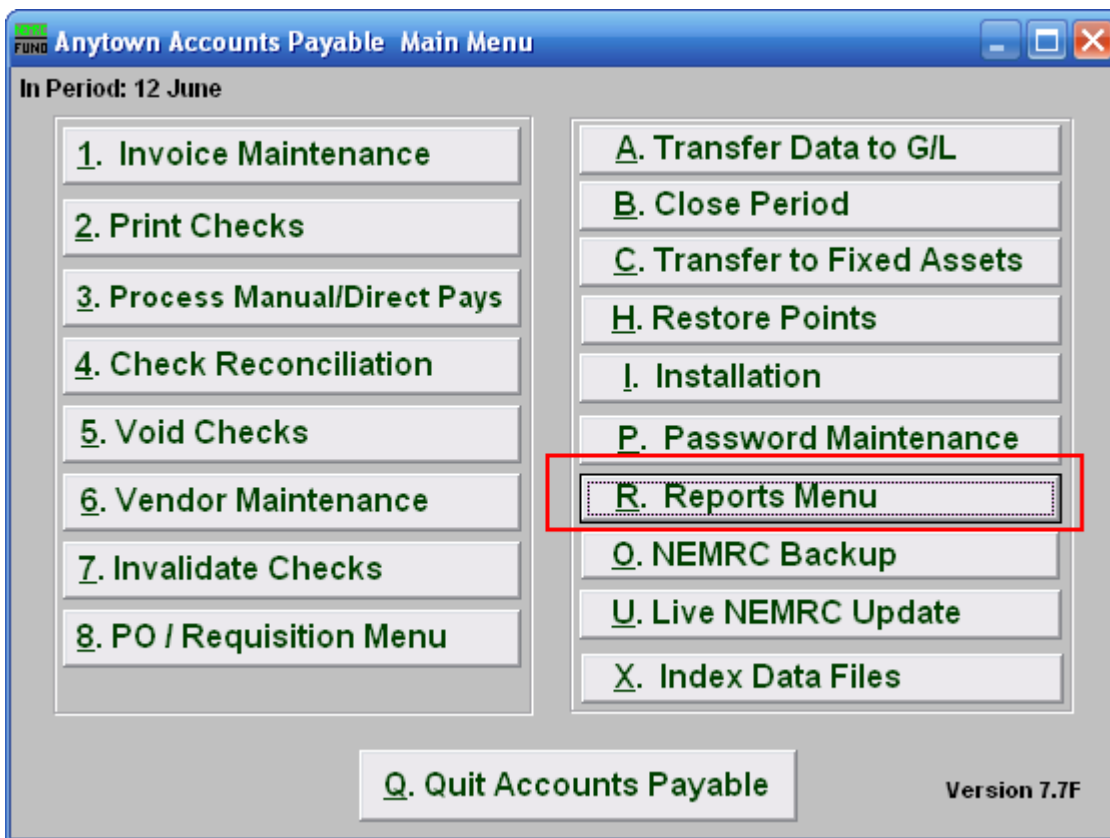 NEMRC
FUND Anytown Accounts Payable Main Menu
In Period: 12 June
1. Invoice Maintenance
2. Print Checks
3. Process Manual/Direct Pays
4. Check Reconciliation
5. Void Checks
6. Vendor Maintenance
7. Invalidate Checks
8. PO / Requisition Menu
A. Transfer Data to G/L
B. Close Period
C. Transfer to Fixed Assets
H. Restore Points
I. Installation
P. Password Maintenance
R. Reports Menu
O. NEMRC Backup
U. Live NEMRC Update
X. Index Data Files
Q. Quit Accounts Payable
Version 7.7F